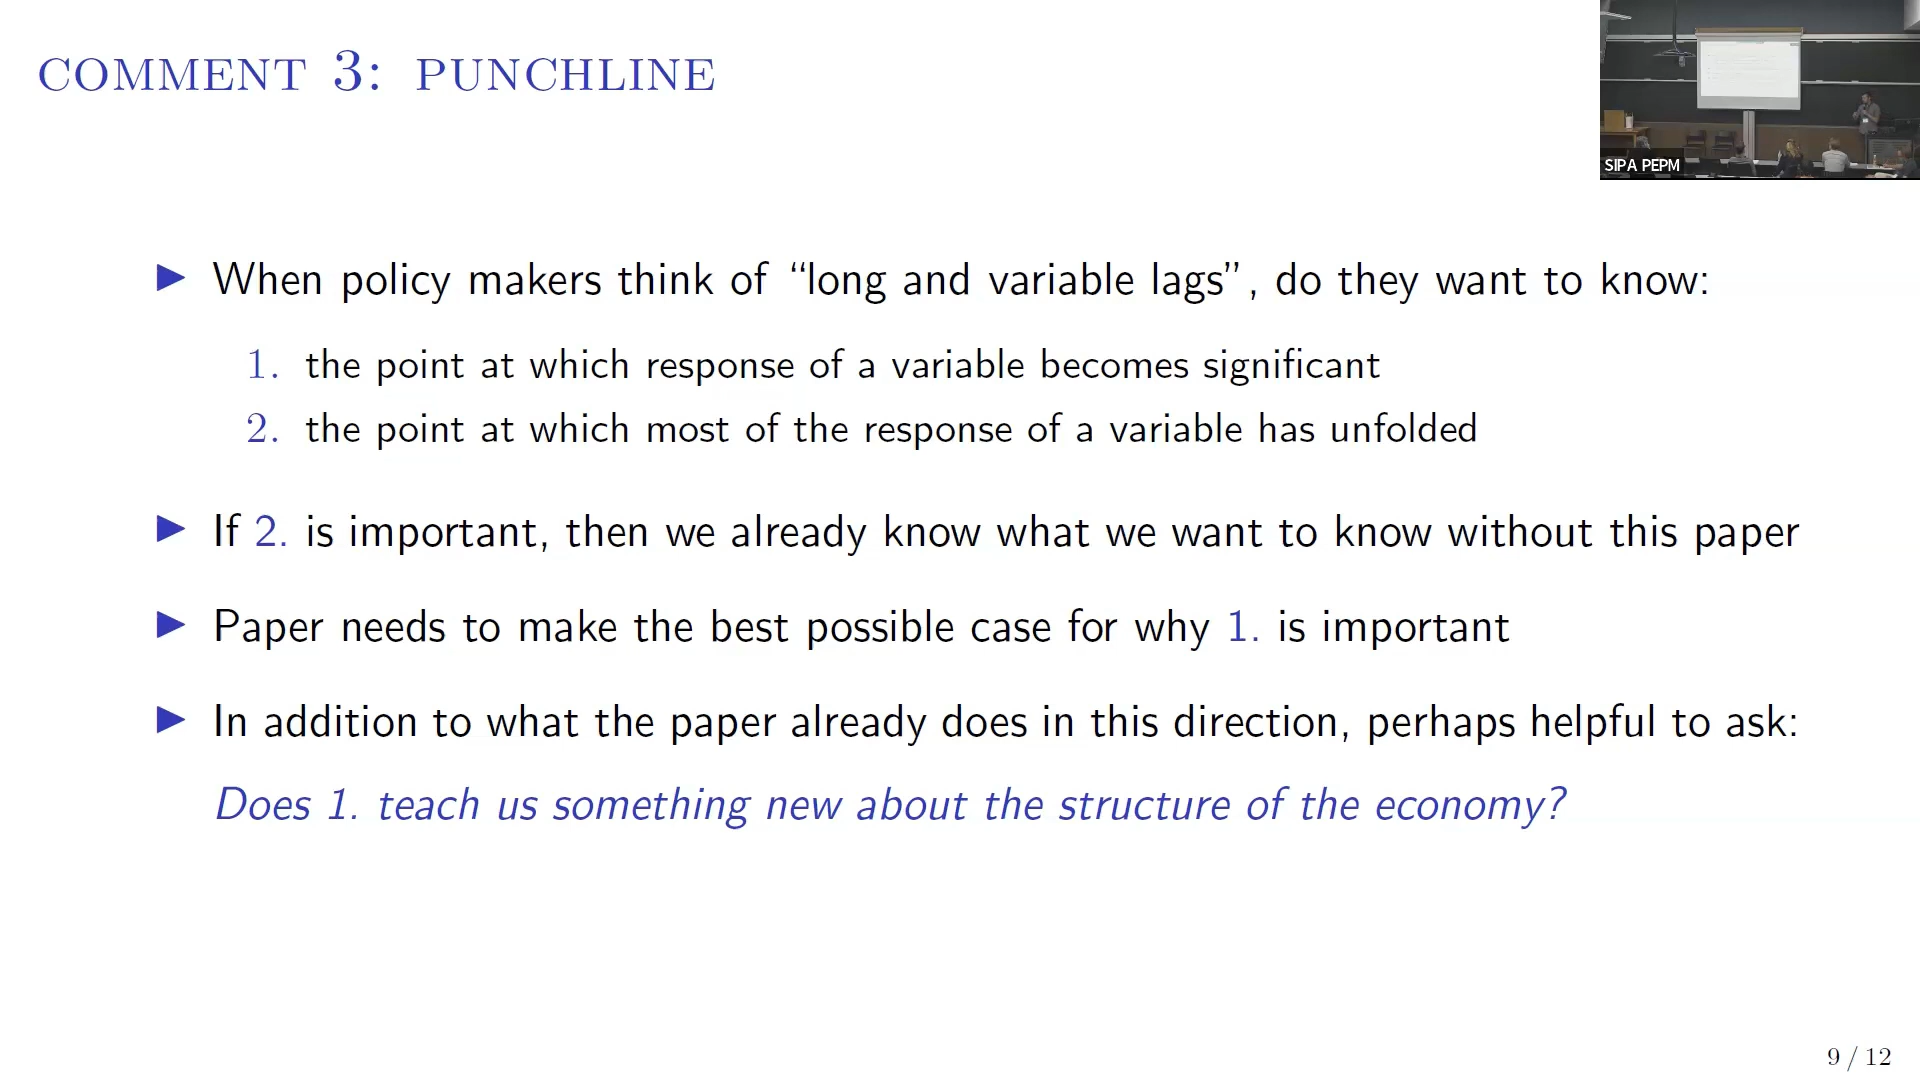 COMMENT 3: PUNCHLINE
SIPA PEPM
▶ When policy makers think of “long and variable lags”, do they want to know:
1. the point at which response of a variable becomes significant
2. the point at which most of the response of a variable has unfolded
▶ If 2. is important, then we already know what we want to know without this paper
▶ Paper needs to make the best possible case for why 1. is important
▶ In addition to what the paper already does in this direction, perhaps helpful to ask:
Does 1. teach us something new about the structure of the economy?
9 / 12